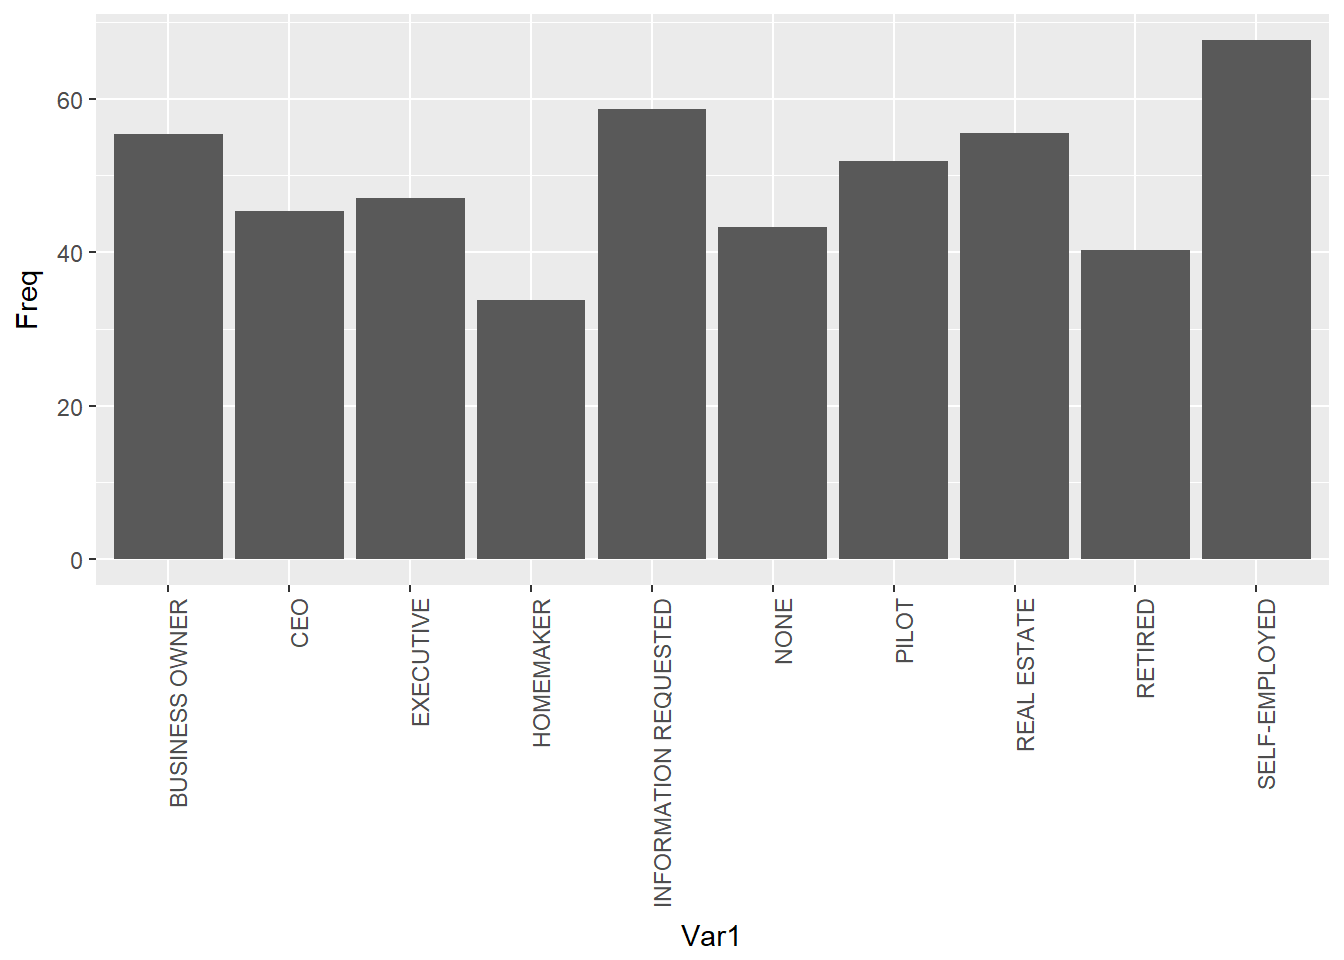 Freq
60
40
20
0
BUSINESS OWNER
CEO
EXECUTIVE
HOMEMAKER
INFORMATION REQUESTED
NONE
PILOT
REAL ESTATE
RETIRED
SELF-EMPLOYED
Var1